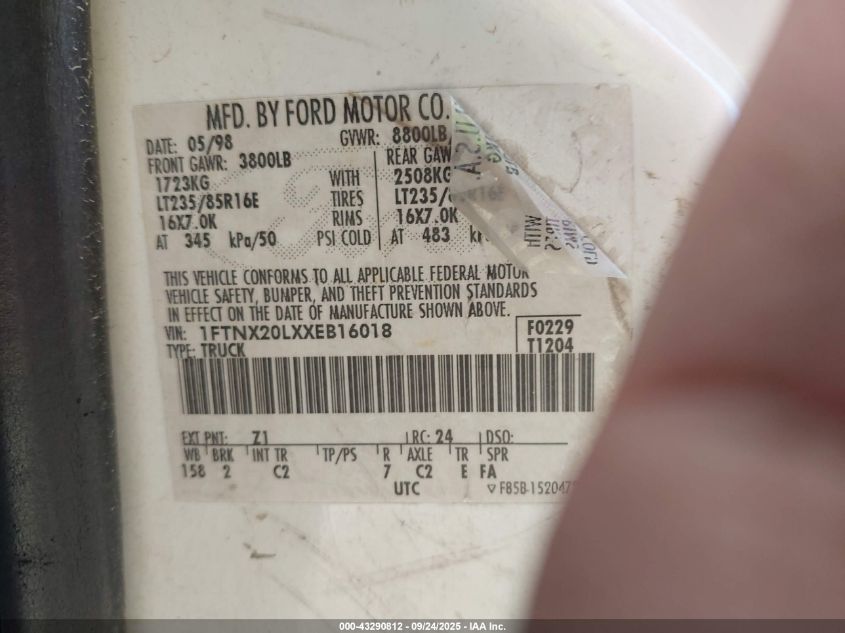 MFD. BY FORD MOTOR CO.
DATE: 05/98 GVWR: 8800LB
FRONT GAWR: 3800LB REAR GAW
1723KG WITH 2508KG
LT235/85R16E TIRES LT235/
16X7.0K RIMS 16X7.0K
AT 345 kPa/50 PSI COLD AT 483
THIS VEHICLE CONFORMS TO ALL APPLICABLE FEDERAL MOTOR
VEHICLE SAFETY, BUMPER, AND THEFT PREVENTION STANDARDS
IN EFFECT ON THE DATE OF MANUFACTURE SHOWN ABOVE.
VIN: 1FTNX20LXXEB16018 F0229
TYPE: TRUCK T1204
EXT PNT: Z1 RC: 24 DSO:
WB BRK INT TR TP/PS R AXLE TR SPR
158 2 C2 7 C2 E FA
UTC ▽ F85B-152047
000-43290812 - 09/24/2025 - IAA Inc.